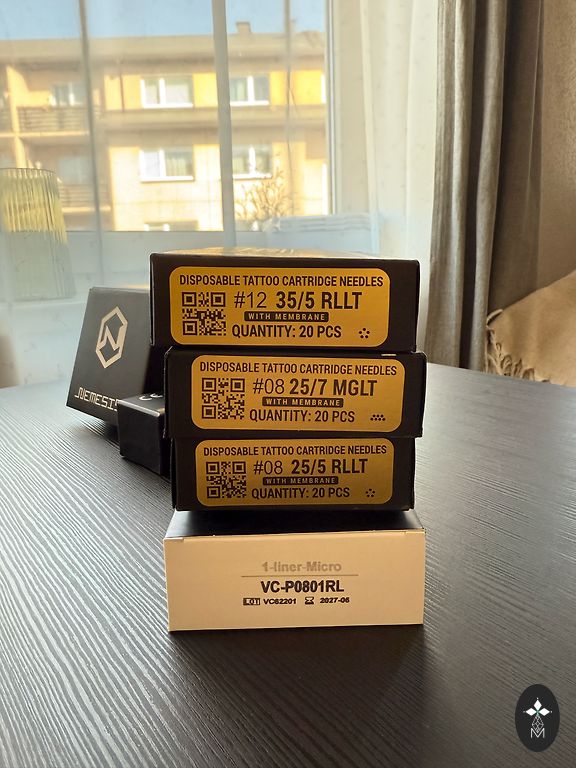 DISPOSABLE TATTOO CARTRIDGE NEEDLES
#12 35/5 RLLT
WITH MEMBRANE
QUANTITY: 20 PCS
DISPOSABLE TATTOO CARTRIDGE NEEDLES
#08 25/7 MGLT
WITH MEMBRANE
QUANTITY: 20 PCS
NEMESIS
DISPOSABLE TATTOO CARTRIDGE NEEDLES
#08 25/5 RLLT
WITH MEMBRANE
QUANTITY: 20 PCS
1-liner-Micro
VC-P0801RL
LOT VC62201 2027-06
M